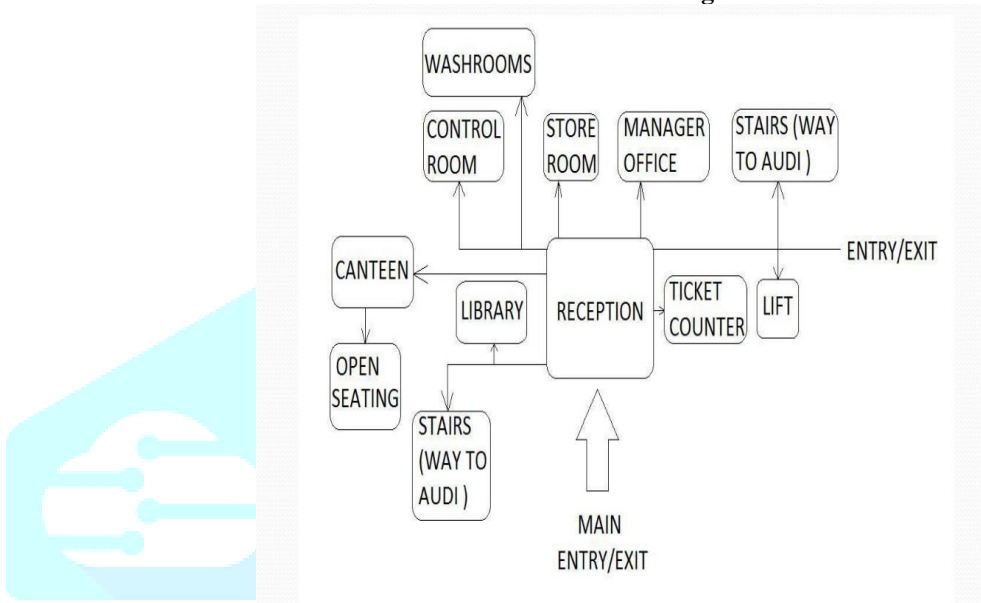 WASHROOMS
CONTROL
ROOM
STORE
ROOM
MANAGER
OFFICE
STAIRS (WAY
TO AUDI )
ENTRY/EXIT
CANTEEN
LIBRARY
RECEPTION
TICKET
COUNTER
LIFT
OPEN
SEATING
STAIRS
(WAY TO
AUDI )
MAIN
ENTRY/EXIT